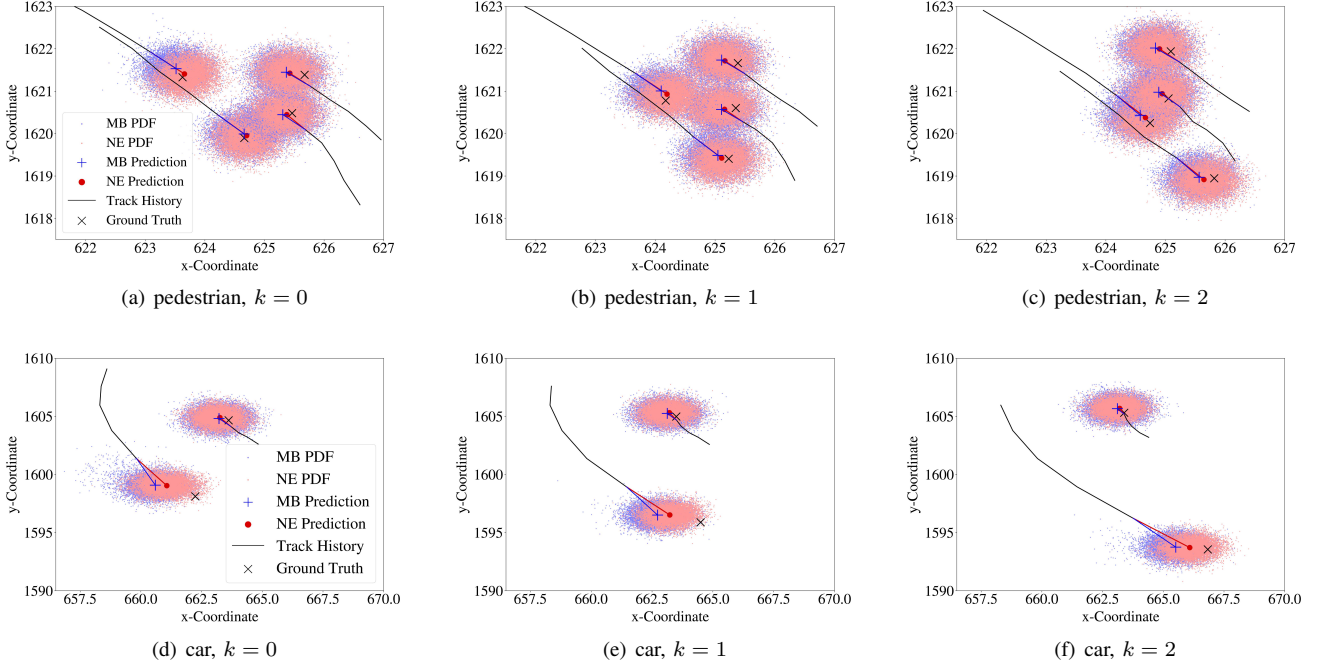 1623
1622
1621
1620
1619
1618
y-Coordinate
MB PDF
NE PDF
MB Prediction
NE Prediction
Track History
Ground Truth
622 623 624 625 626 627
x-Coordinate
(a) pedestrian, k = 0
1623
1622
1621
1620
1619
1618
y-Coordinate
622 623 624 625 626 627
x-Coordinate
(b) pedestrian, k = 1
1623
1622
1621
1620
1619
1618
y-Coordinate
622 623 624 625 626 627
x-Coordinate
(c) pedestrian, k = 2
1610
1605
1600
1595
1590
y-Coordinate
MB PDF
NE PDF
MB Prediction
NE Prediction
Track History
Ground Truth
657.5 660.0 662.5 665.0 667.5 670.0
x-Coordinate
(d) car, k = 0
1610
1605
1600
1595
1590
y-Coordinate
657.5 660.0 662.5 665.0 667.5 670.0
x-Coordinate
(e) car, k = 1
1610
1605
1600
1595
1590
y-Coordinate
657.5 660.0 662.5 665.0 667.5 670.0
x-Coordinate
(f) car, k = 2